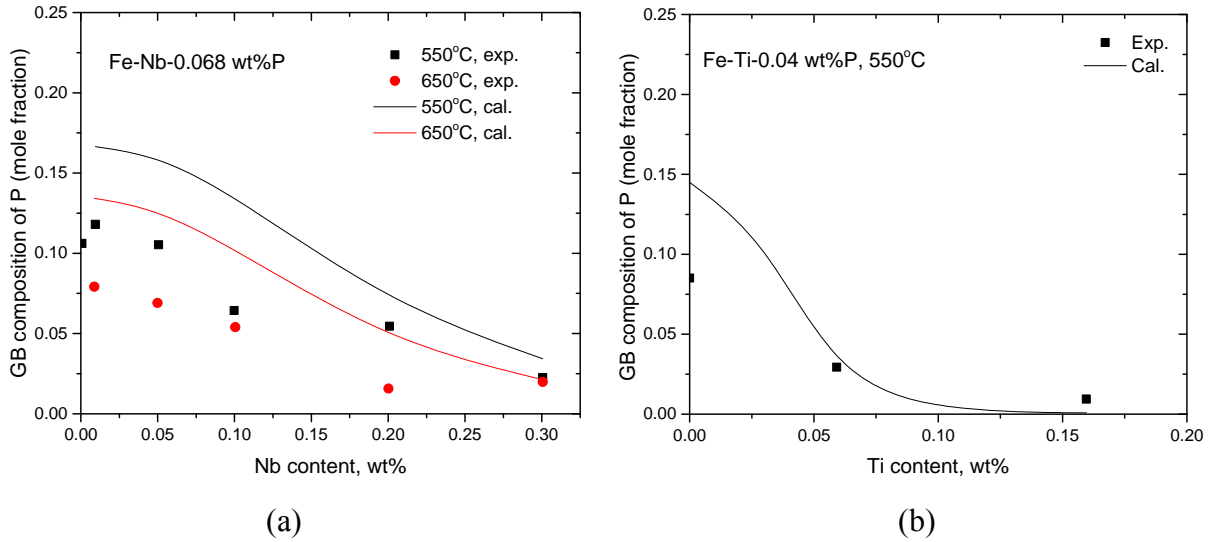 GB composition of P (mole fraction)
0.25
0.20
0.15
0.10
0.05
0.00
Fe-Nb-0.068 wt%P
550°C, exp.
650°C, exp.
550°C, cal.
650°C, cal.
0.00 0.05 0.10 0.15 0.20 0.25 0.30
Nb content, wt%
(a)
GB composition of P (mole fraction)
0.25
0.20
0.15
0.10
0.05
0.00
Fe-Ti-0.04 wt%P, 550°C
Exp.
Cal.
0.00 0.05 0.10 0.15 0.20
Ti content, wt%
(b)